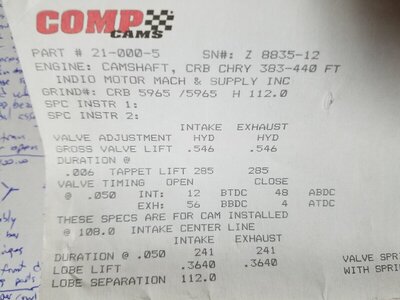 COMP
CAMS
PART # 21-000-5 SN#: Z 8835-12
ENGINE: CAMSHAFT, CRB CHRY 383-440 FT
INDIO MOTOR MACH & SUPPLY INC
GRIND#: CRB 5965 /5965 H 112.0
SPC INSTR 1:
SPC INSTR 2:
INTAKE EXHAUST
VALVE ADJUSTMENT HYD HYD
GROSS VALVE LIFT .546 .546
DURATION @
.006 TAPPET LIFT 285 285
VALVE TIMING OPEN CLOSE
@ .050 INT: 12 BTDC 48 ABDC
EXH: 56 BBDC 4 ATDC
THESE SPECS ARE FOR CAM INSTALLED
@ 108.0 INTAKE CENTER LINE
INTAKE EXHAUST
DURATION @ .050 241 241
LOBE LIFT .3640 .3640
LOBE SEPARATION 112.0
VALVE SPRI
WITH SPRI